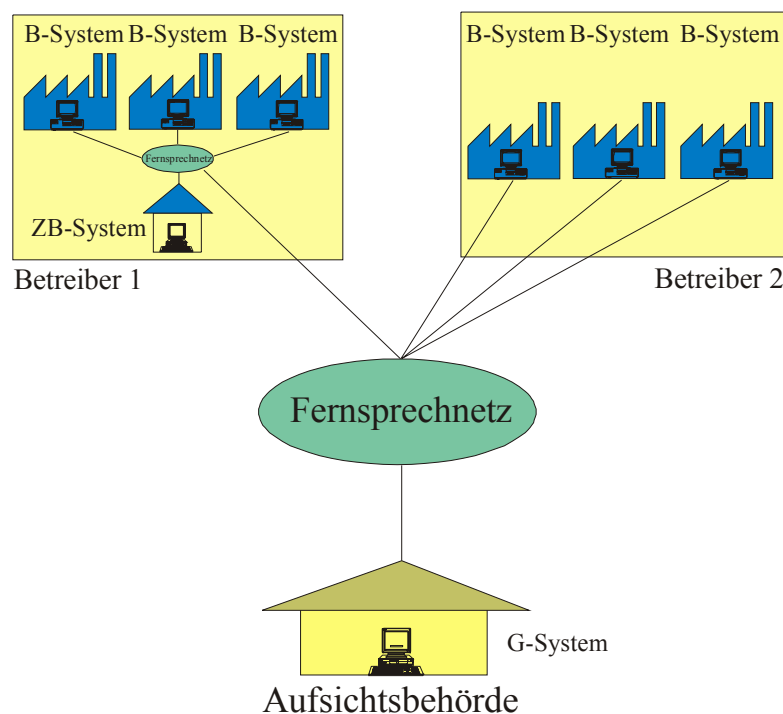 B-System B-System B-System
Fernsprechnetz
ZB-System
Betreiber 1
B-System B-System B-System
Betreiber 2
Fernsprechnetz
G-System
Aufsichtsbehörde